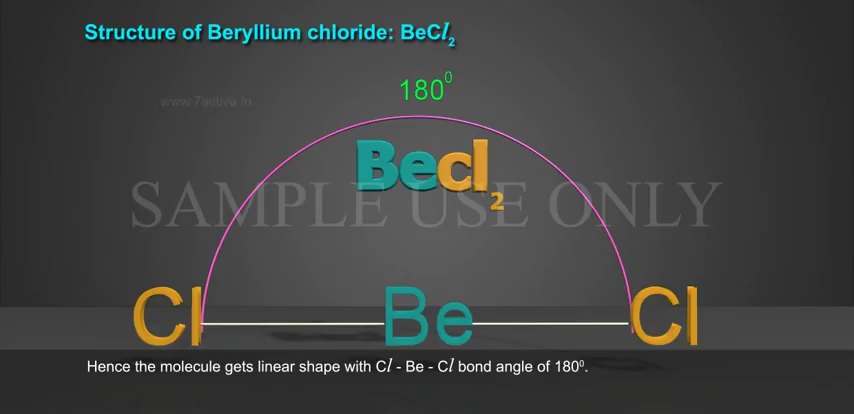 Structure of Beryllium chloride: BeCl₂
180⁰
www.7activa.in
Becl₂
SAMPLE USE ONLY
Cl Be Cl
Hence the molecule gets linear shape with Cl - Be - Cl bond angle of 180⁰.